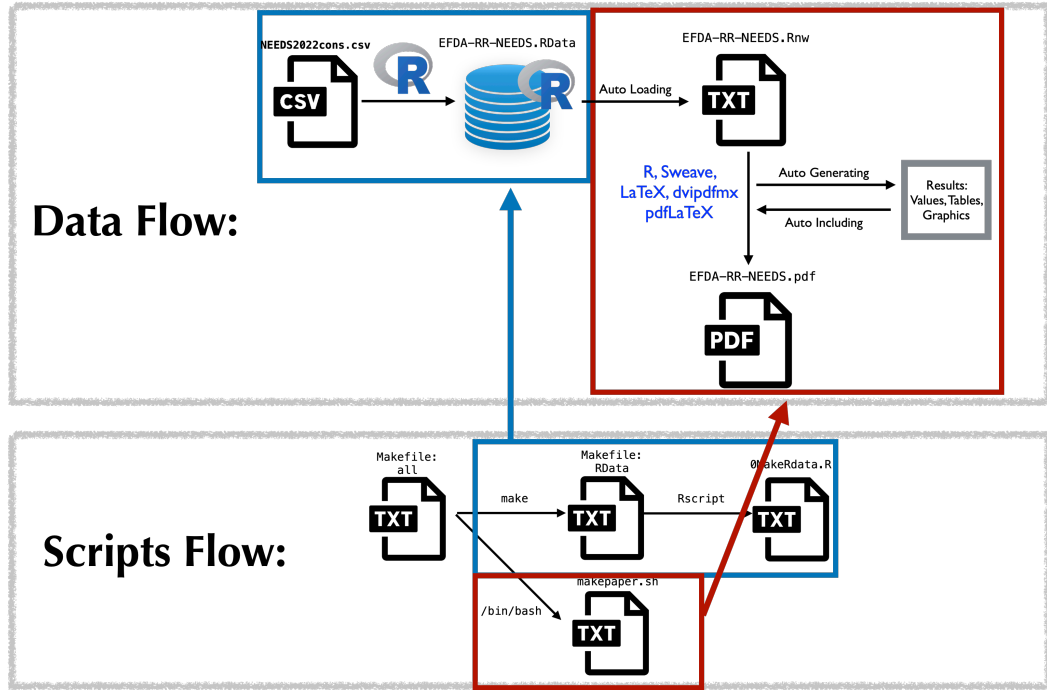 NEEDS2022cons.csv
CSV
R
EFDA-RR-NEEDS.RData
R
Auto Loading
EFDA-RR-NEEDS.Rnw
TXT
R, Sweave,
LaTeX, dvipdfmx
pdfLaTeX
Auto Generating
Auto Including
Results:
Values, Tables,
Graphics
EFDA-RR-NEEDS.pdf
PDF
Data Flow:
Scripts Flow:
Makefile:
all
TXT
make
Makefile:
RData
TXT
Rscript
0MakeRdata.R
TXT
/bin/bash
makepaper.sh
TXT